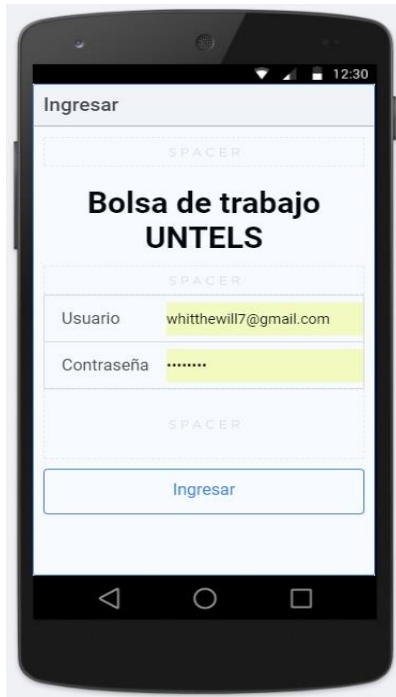 12:30
Ingresar
SPACER
Bolsa de trabajo
UNTELS
SPACER
Usuario whitthewill7@gmail.com
Contraseña ••••••••
SPACER
Ingresar